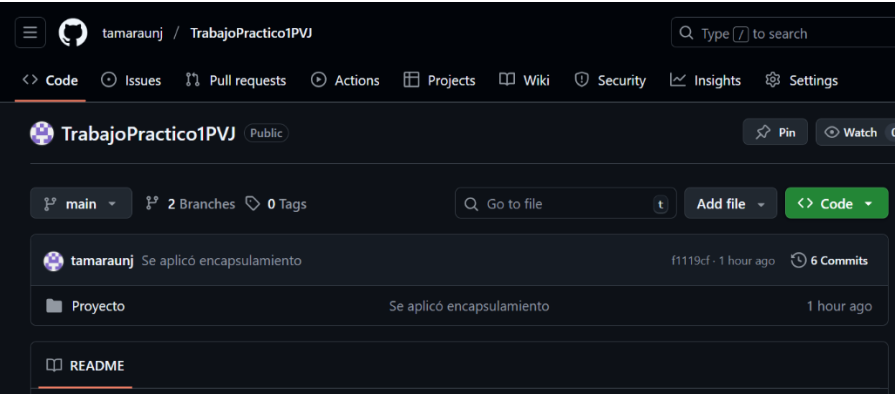 tamaraunj / TrabajoPractico1PVJ Type / to search
Code Issues Pull requests Actions Projects Wiki Security Insights Settings
TrabajoPractico1PVJ Public Pin Watch
main 2 Branches 0 Tags Go to file t Add file Code
tamaraunj Se aplicó encapsulamiento f1119cf · 1 hour ago 6 Commits
Proyecto Se aplicó encapsulamiento 1 hour ago
README